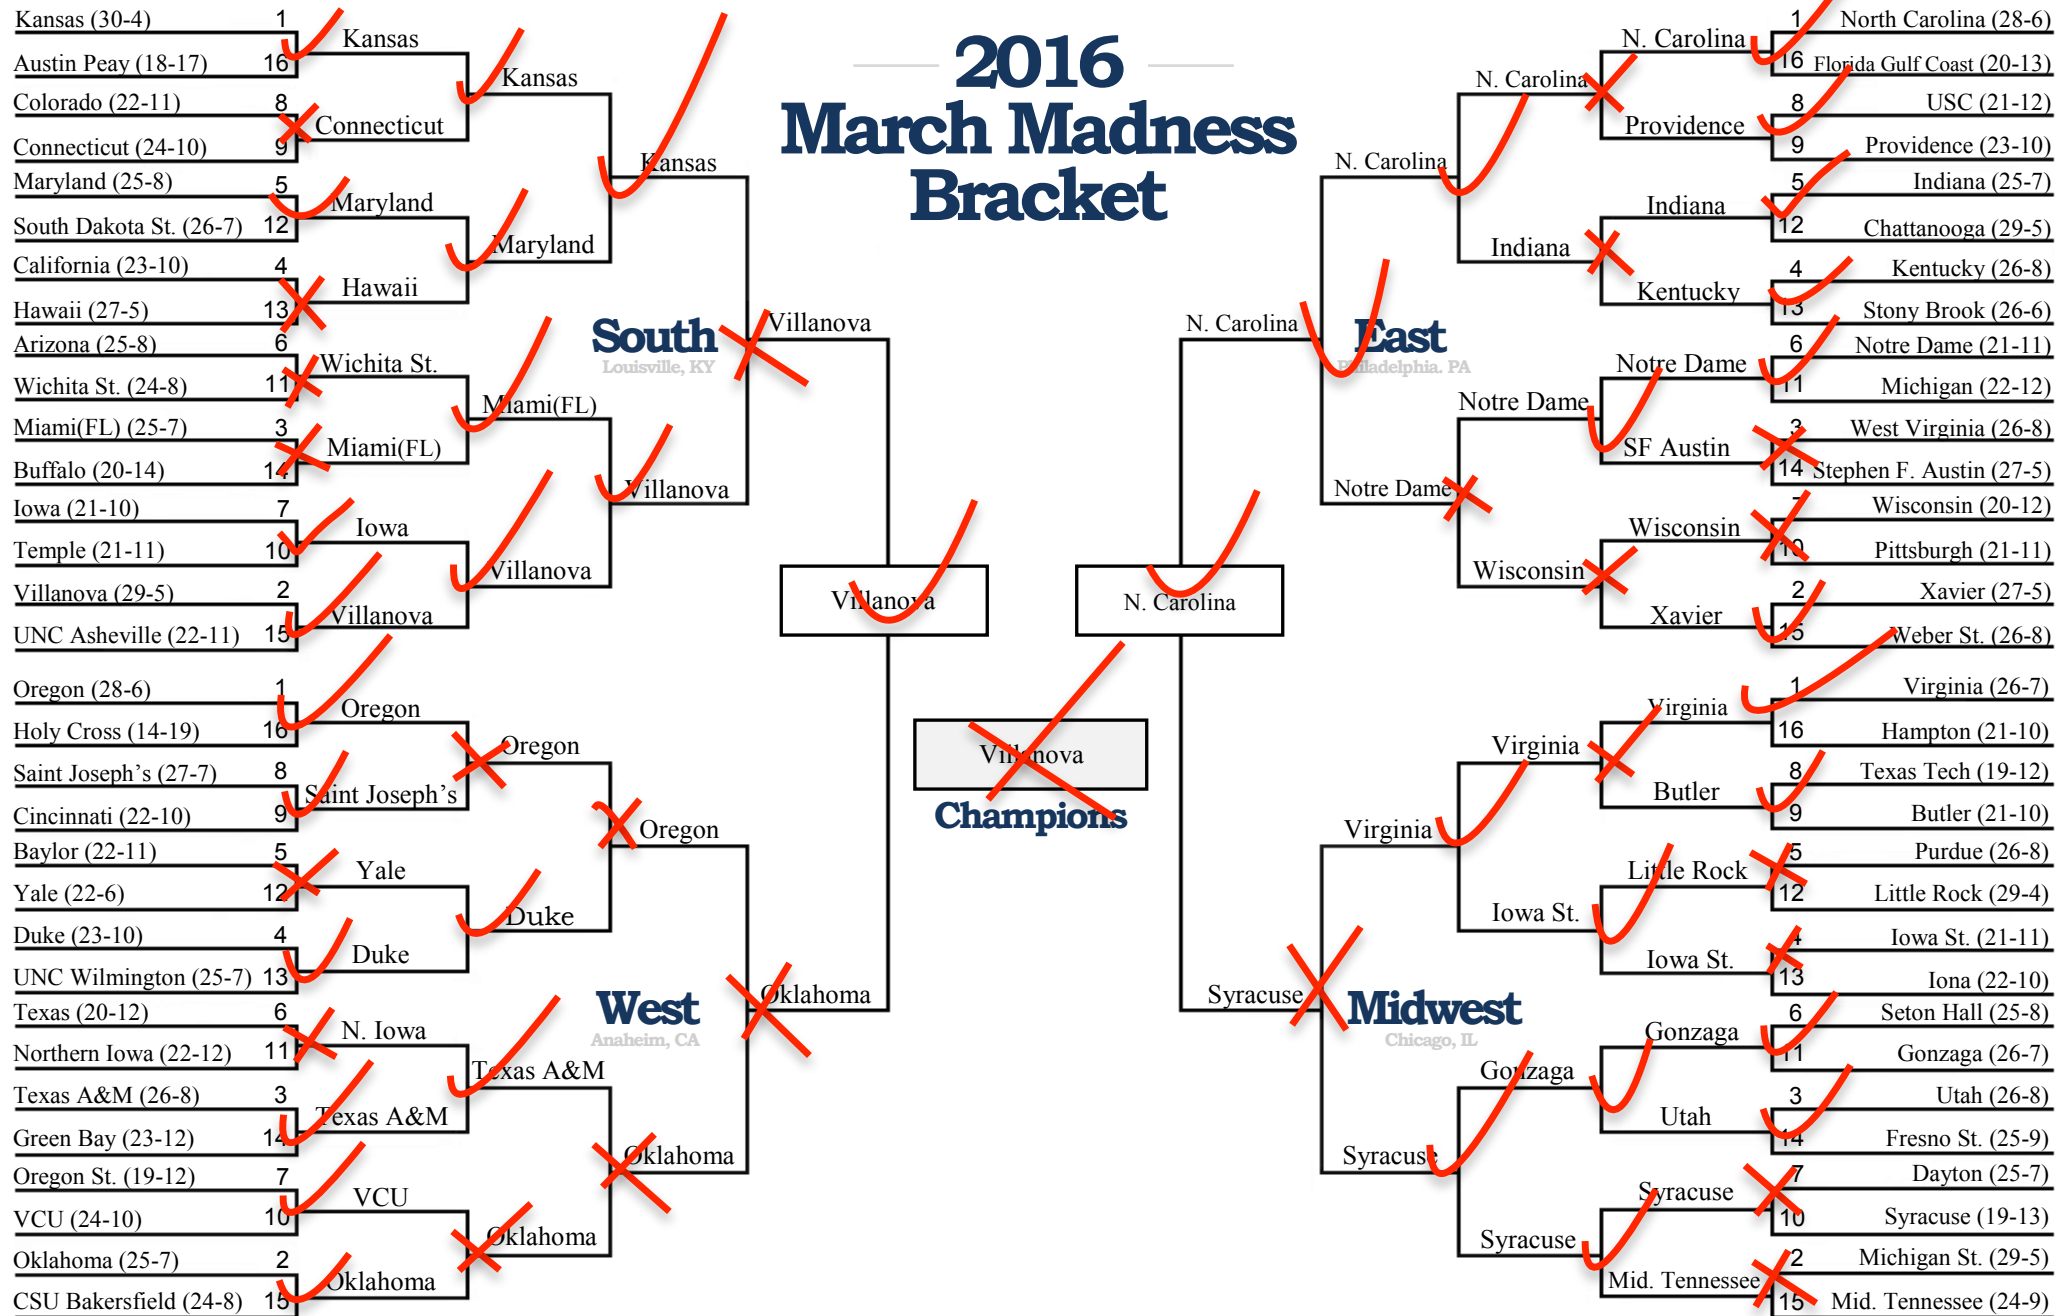 2016
March Madness
Bracket
Kansas (30-4) 1
Austin Peay (18-17) 16
Colorado (22-11) 8
Connecticut (24-10) 9
Maryland (25-8) 5
South Dakota St. (26-7) 12
California (23-10) 4
Hawaii (27-5) 13
Arizona (25-8) 6
Wichita St. (24-8) 11
Miami(FL) (25-7) 3
Buffalo (20-14) 14
Iowa (21-10) 7
Temple (21-11) 10
Villanova (29-5) 2
UNC Asheville (22-11) 15
Kansas
Connecticut
Maryland
Hawaii
Wichita St.
Miami(FL)
Iowa
Villanova
Kansas
Maryland
Miami(FL)
Villanova
Kansas
Villanova
South
Louisville, KY
Villanova
Oregon (28-6) 1
Holy Cross (14-19) 16
Saint Joseph's (27-7) 8
Cincinnati (22-10) 9
Baylor (22-11) 5
Yale (22-6) 12
Duke (23-10) 4
UNC Wilmington (25-7) 13
Texas (20-12) 6
Northern Iowa (22-12) 11
Texas A&M (26-8) 3
Green Bay (23-12) 14
Oregon St. (19-12) 7
VCU (24-10) 10
Oklahoma (25-7) 2
CSU Bakersfield (24-8) 15
Oregon
Saint Joseph's
Yale
Duke
N. Iowa
Texas A&M
VCU
Oklahoma
Oregon
Duke
Texas A&M
Oklahoma
Oregon
Oklahoma
West
Anaheim, CA
Oklahoma
Villanova
N. Carolina
Villanova
Champions
1 North Carolina (28-6)
16 Florida Gulf Coast (20-13)
8 USC (21-12)
9 Providence (23-10)
5 Indiana (25-7)
12 Chattanooga (29-5)
4 Kentucky (26-8)
13 Stony Brook (26-6)
6 Notre Dame (21-11)
11 Michigan (22-12)
3 West Virginia (26-8)
14 Stephen F. Austin (27-5)
7 Wisconsin (20-12)
10 Pittsburgh (21-11)
2 Xavier (27-5)
15 Weber St. (26-8)
N. Carolina
Providence
Indiana
Kentucky
Notre Dame
SF Austin
Wisconsin
Xavier
N. Carolina
Indiana
Notre Dame
Wisconsin
N. Carolina
Notre Dame
East
Philadelphia. PA
N. Carolina
1 Virginia (26-7)
16 Hampton (21-10)
8 Texas Tech (19-12)
9 Butler (21-10)
5 Purdue (26-8)
12 Little Rock (29-4)
4 Iowa St. (21-11)
13 Iona (22-10)
6 Seton Hall (25-8)
11 Gonzaga (26-7)
3 Utah (26-8)
14 Fresno St. (25-9)
7 Dayton (25-7)
10 Syracuse (19-13)
2 Michigan St. (29-5)
15 Mid. Tennessee (24-9)
Virginia
Butler
Little Rock
Iowa St.
Gonzaga
Utah
Syracuse
Mid. Tennessee
Virginia
Iowa St.
Gonzaga
Syracuse
Virginia
Syracuse
Midwest
Chicago, IL
Syracuse